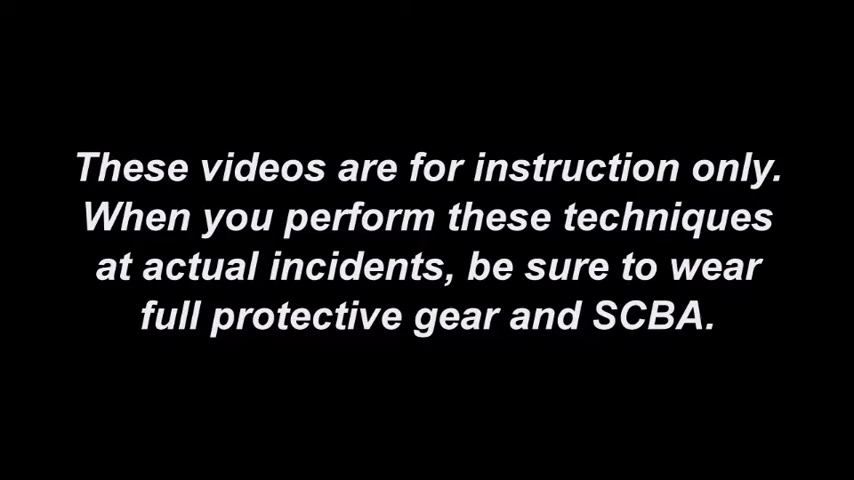 These videos are for instruction only.
When you perform these techniques
at actual incidents, be sure to wear
full protective gear and SCBA.